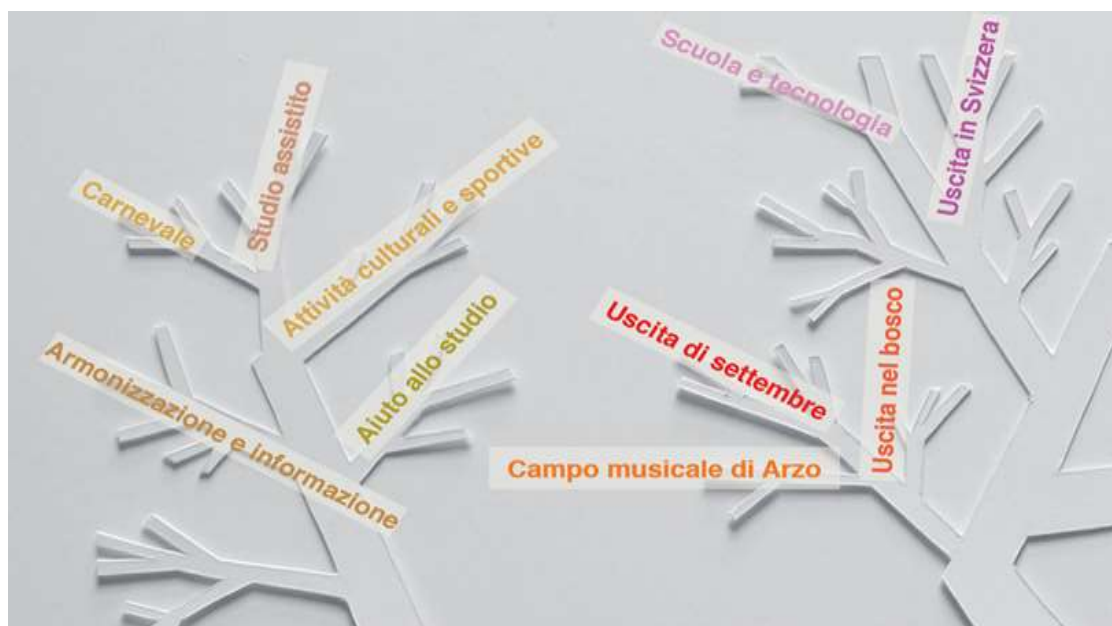 Scuola e tecnologia
Uscita in Svizzera
Studio assistito
Carnevale
Attività culturali e sportive
Aiuto allo studio
Armonizzazione e informazione
Uscita di settembre
Uscita nel bosco
Campo musicale di Arzo